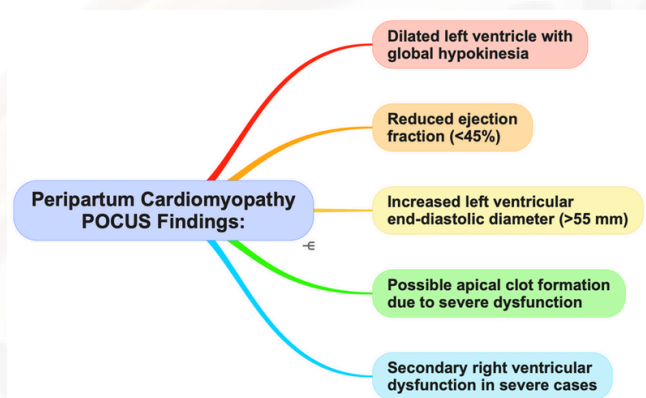 Dilated left ventricle with
global hypokinesia
Reduced ejection
fraction (<45%)
Peripartum Cardiomyopathy
POCUS Findings:
Increased left ventricular
end-diastolic diameter (>55 mm)
Possible apical clot formation
due to severe dysfunction
Secondary right ventricular
dysfunction in severe cases